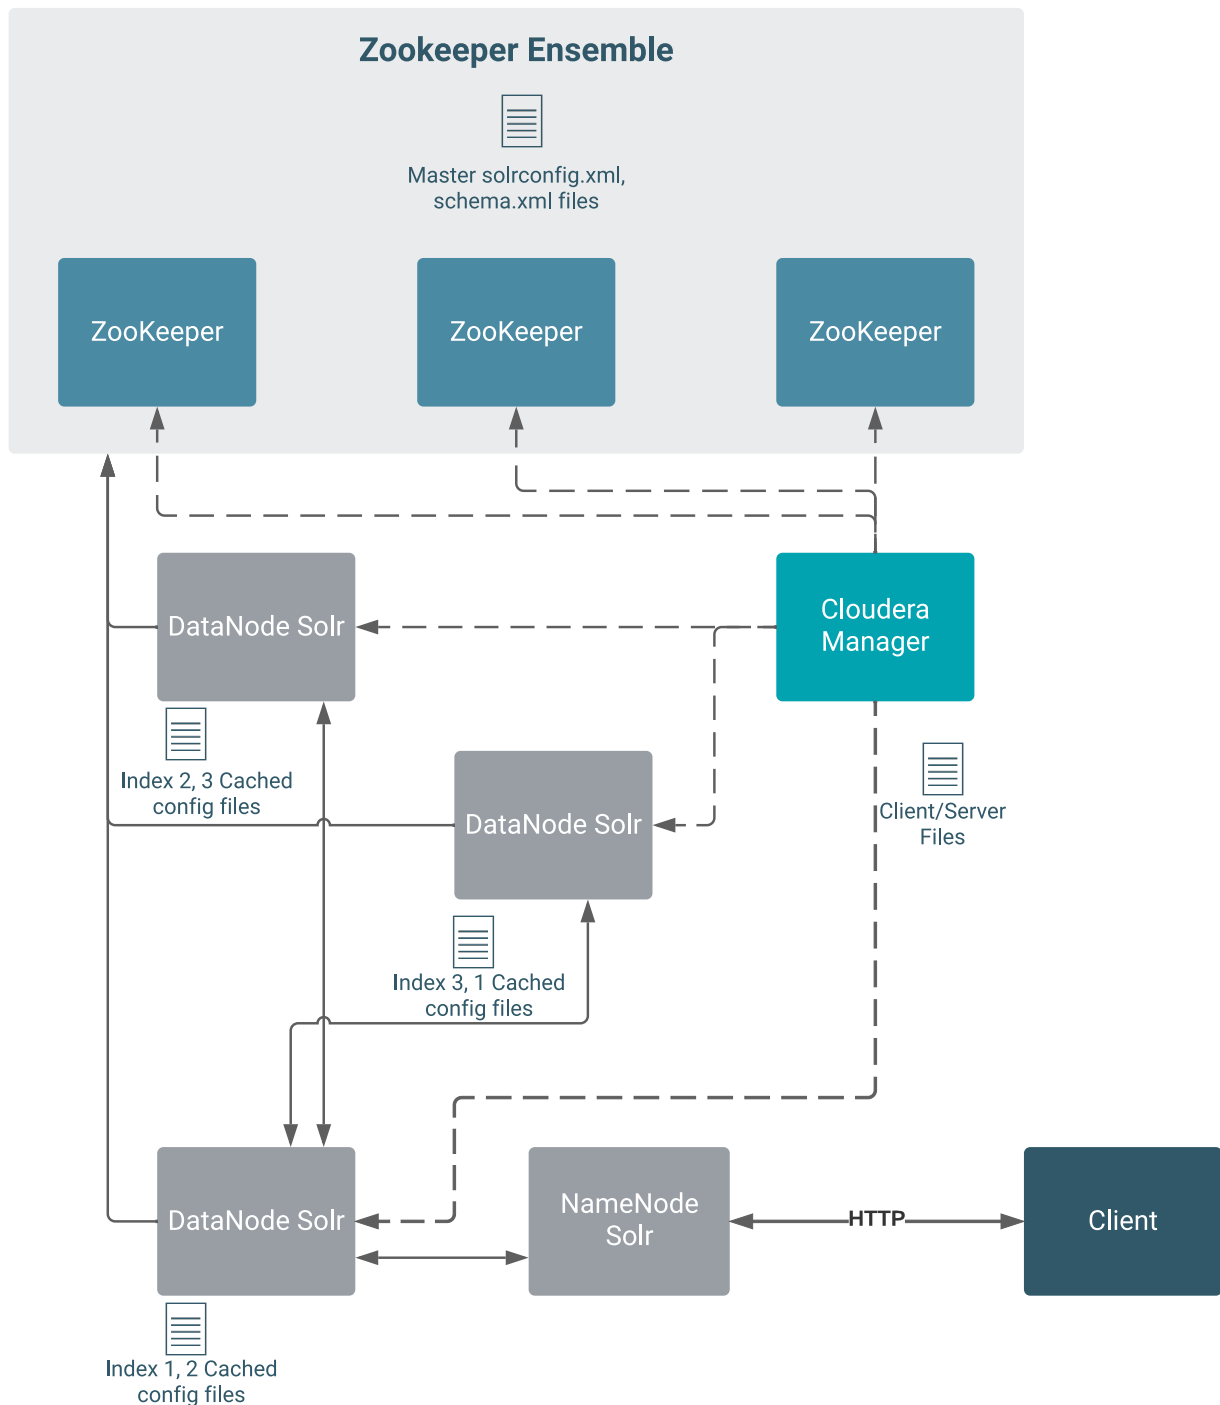 Zookeeper Ensemble
Master solrconfig.xml,
schema.xml files
ZooKeeper
ZooKeeper
ZooKeeper
DataNode Solr
Cloudera
Manager
Index 2, 3 Cached
config files
DataNode Solr
Client/Server
Files
Index 3, 1 Cached
config files
DataNode Solr
NameNode
Solr
HTTP
Client
Index 1, 2 Cached
config files